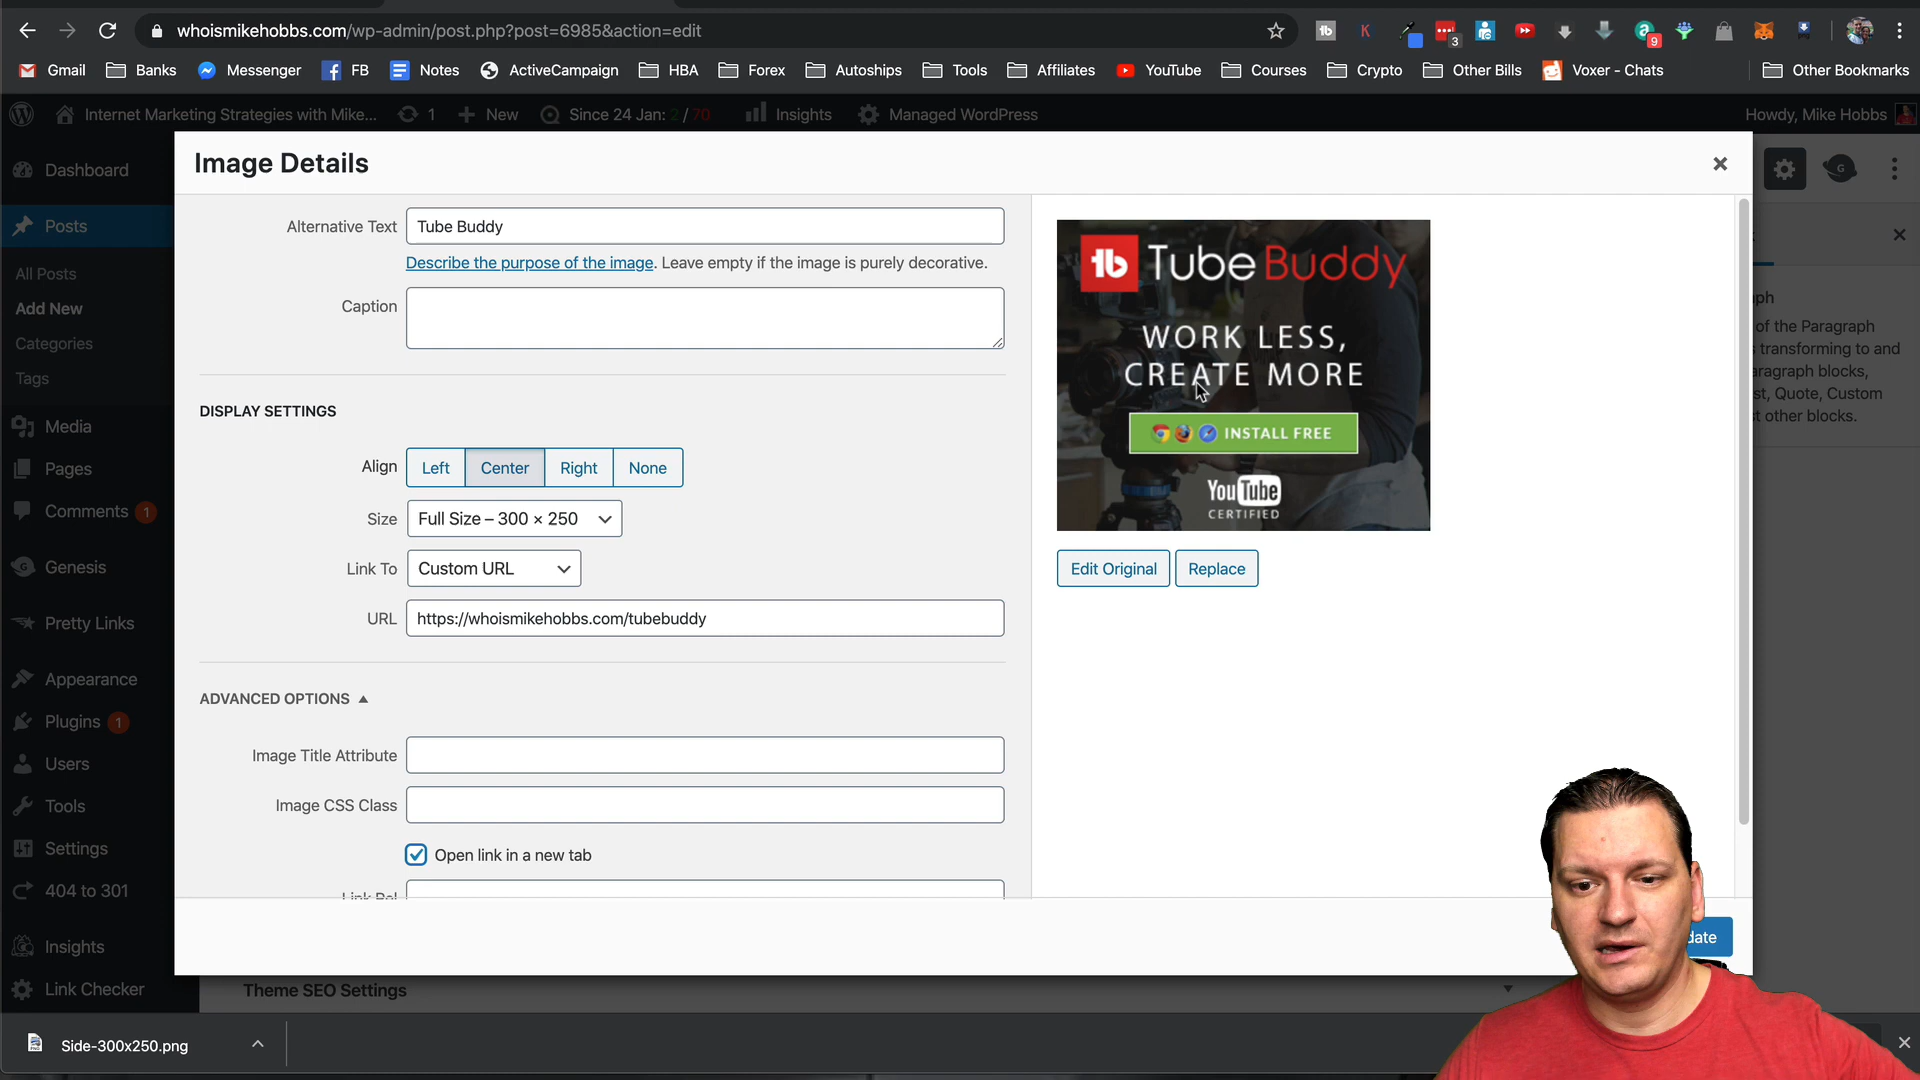 whoismikehobbs.com/wp-admin/post.php?post=6985&action=edit
3
9
Gmail
Banks
Messenger
FB
Notes
ActiveCampaign
HBA
Forex
Autoships
Tools
Affiliates
YouTube
Courses
Crypto
Other Bills
Voxer - Chats
Other Bookmarks
Internet Marketing Strategies with Mike...
1
New
Since 24 Jan: 2 / 70
Insights
Managed WordPress
Howdy, Mike Hobbs
Dashboard
Posts
All Posts
Add New
Categories
Tags
Media
Pages
Comments 1
Genesis
Pretty Links
Appearance
Plugins 1
Users
Tools
Settings
404 to 301
Insights
Link Checker
Image Details
Alternative Text
Tube Buddy
Describe the purpose of the image. Leave empty if the image is purely decorative.
Caption
DISPLAY SETTINGS
Align
Left
Center
Right
None
Size
Full Size – 300 × 250
Link To
Custom URL
URL
https://whoismikehobbs.com/tubebuddy
ADVANCED OPTIONS
Image Title Attribute
Image CSS Class
Open link in a new tab
Link Rel
tb TubeBuddy
WORK LESS,
CREATE MORE
INSTALL FREE
YouTube
CERTIFIED
Edit Original
Replace
of the Paragraph
transforming to and
aragraph blocks,
st, Quote, Custom
st other blocks.
Theme SEO Settings
Side-300x250.png